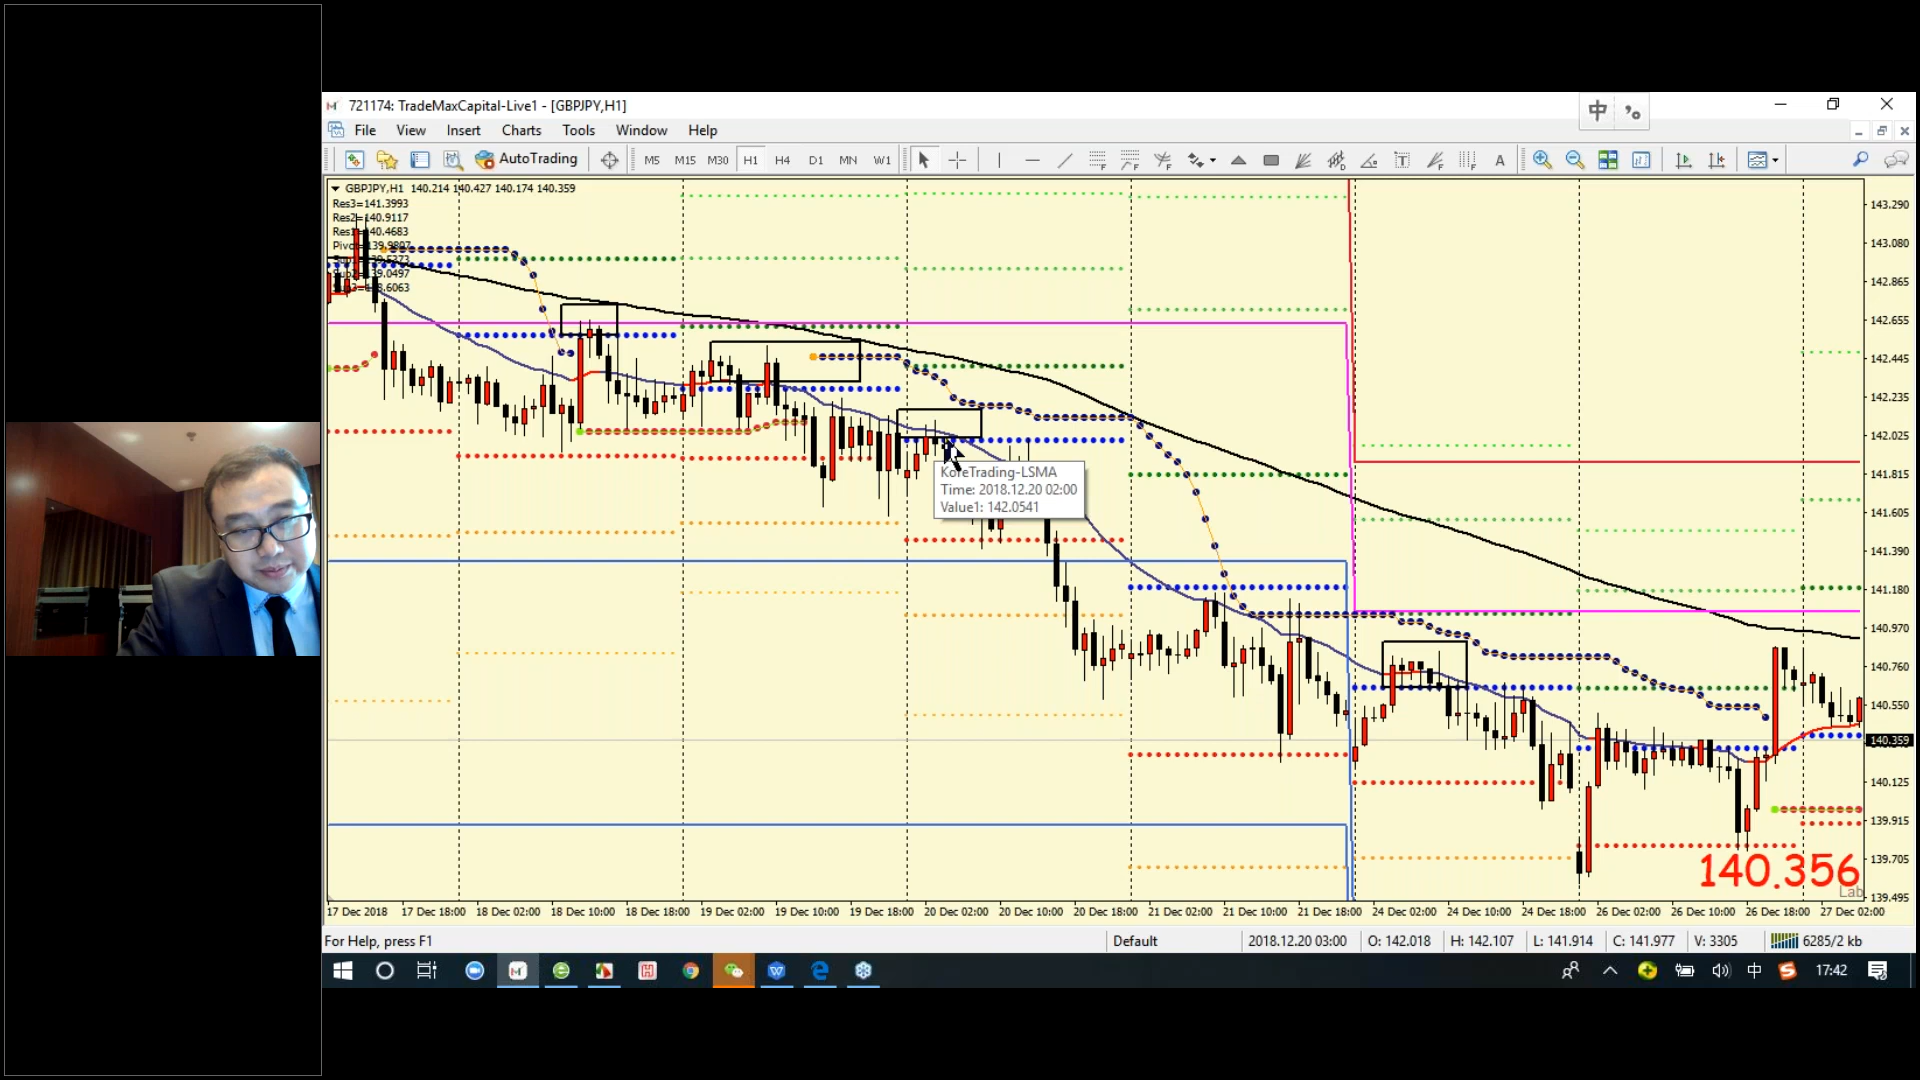 721174: TradeMaxCapital-Live1 - [GBPJPY,H1]
中
File View Insert Charts Tools Window Help
AutoTrading M5 M15 M30 H1 H4 D1 MN W1 A
GBPJPY,H1 140.214 140.427 140.174 140.359
Res3=141.3993
Res2=140.9117
Res1=140.4683
143.290
143.080
142.865
142.655
142.445
142.235
142.025
141.815
141.605
141.390
141.180
140.970
140.760
140.550
140.359
140.125
139.915
139.705
139.495
KoreTrading-LSMA
Time: 2018.12.20 02:00
Value1: 142.0541
140.356
Lab
17 Dec 2018 17 Dec 18:00 18 Dec 02:00 18 Dec 10:00 18 Dec 18:00 19 Dec 02:00 19 Dec 10:00 19 Dec 18:00 20 Dec 02:00 20 Dec 10:00 20 Dec 18:00 21 Dec 02:00 21 Dec 10:00 21 Dec 18:00 24 Dec 02:00 24 Dec 10:00 24 Dec 18:00 26 Dec 02:00 26 Dec 10:00 26 Dec 18:00 27 Dec 02:00
For Help, press F1 Default 2018.12.20 03:00 O: 142.018 H: 142.107 L: 141.914 C: 141.977 V: 3305 6285/2 kb
中 17:42